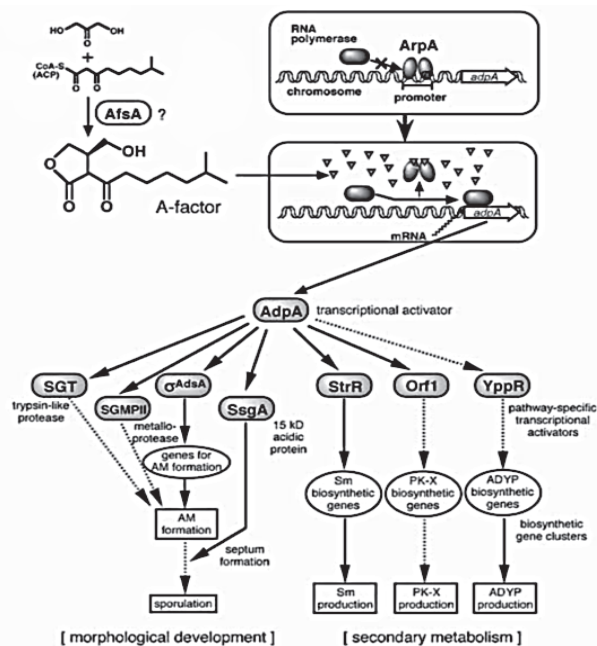 HO
OH
O
+
CoA-S
(ACP)
O O
AfsA ?
OH
O
O O
A-factor
RNA
polymerase
ArpA
adpA
chromosome
promoter
adpA
mRNA
AdpA transcriptional activator
SGT
trypsin-like
protease
SGMPII
metallo-
protease
σAdsA
SsgA
15 kD
acidic
protein
StrR
Orf1
YppR
pathway-specific
transcriptional
activators
genes for
AM formation
AM
formation
septum
formation
sporulation
Sm
biosynthetic
genes
PK-X
biosynthetic
genes
ADYP
biosynthetic
genes
biosynthetic
gene clusters
Sm
production
PK-X
production
ADYP
production
[ morphological development ]
[ secondary metabolism ]